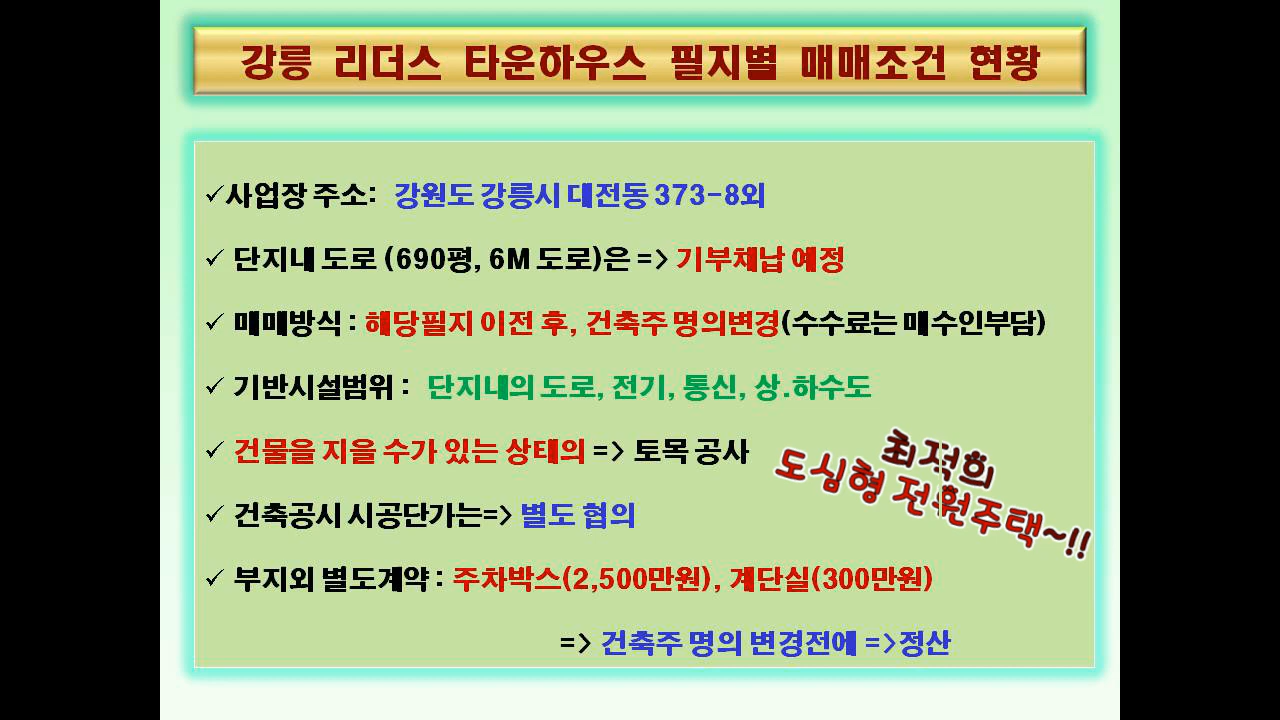 강릉 리더스 타운하우스 필지별 매매조건 현황
✓사업장 주소: 강원도 강릉시 대전동 373-8외
✓ 단지내 도로 (690평, 6M 도로)은 => 기부채납 예정
✓ 매매방식 : 해당필지 이전 후, 건축주 명의변경(수수료는 매수인부담)
✓ 기반시설범위 : 단지내의 도로, 전기, 통신, 상.하수도
✓ 건물을 지을 수가 있는 상태의 => 토목 공사
최적희
도심형 전원주택~!!
✓ 건축공시 시공단가는=> 별도 협의
✓ 부지외 별도계약 : 주차박스(2,500만원), 계단실(300만원)
=> 건축주 명의 변경전에 =>정산